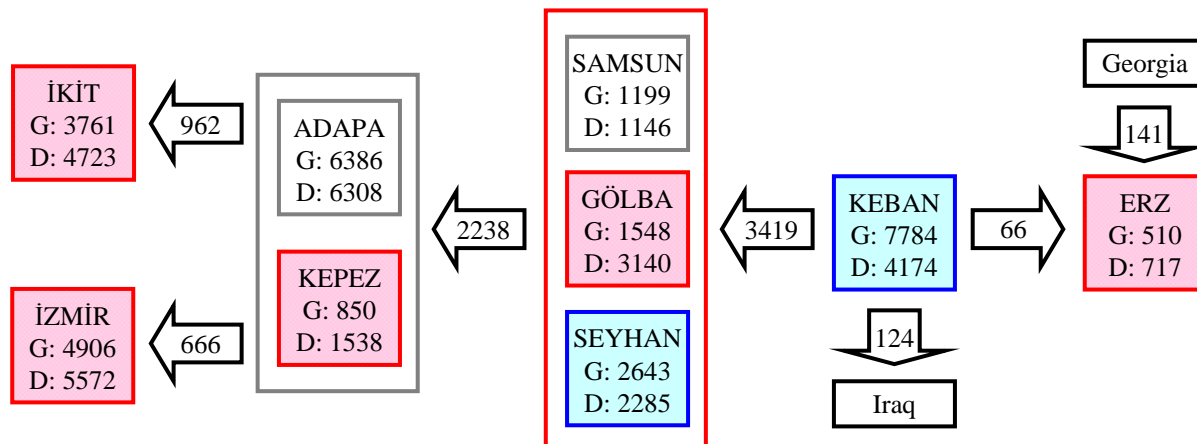 İKİT
G: 3761
D: 4723
962
İZMİR
G: 4906
D: 5572
666
ADAPA
G: 6386
D: 6308
KEPEZ
G: 850
D: 1538
2238
SAMSUN
G: 1199
D: 1146
GÖLBA
G: 1548
D: 3140
SEYHAN
G: 2643
D: 2285
3419
KEBAN
G: 7784
D: 4174
124
Iraq
66
Georgia
141
ERZ
G: 510
D: 717